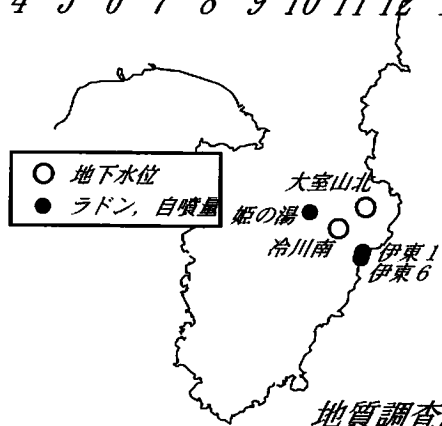 4 5 6 7 8 9 10 11 12
地下水位
ラドン, 自噴量
大室山北
姫の湯
冷川南
伊東1
伊東6
地質調査